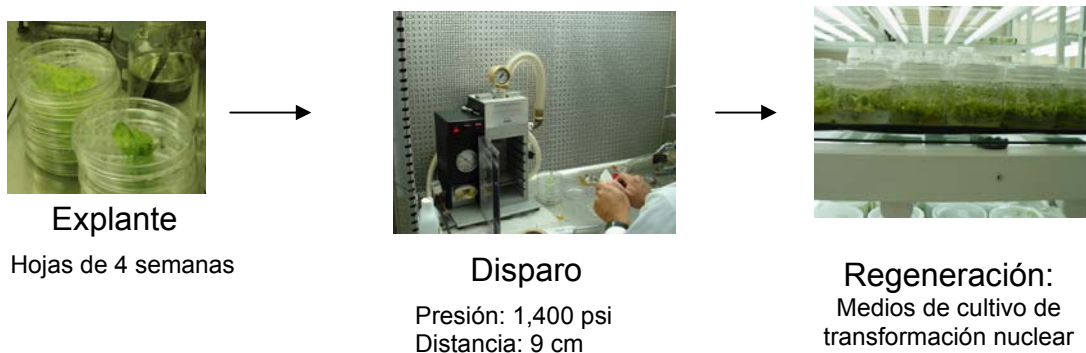 Explante
Hojas de 4 semanas
Disparo
Presión: 1,400 psi
Distancia: 9 cm
Regeneración:
Medios de cultivo de
transformación nuclear